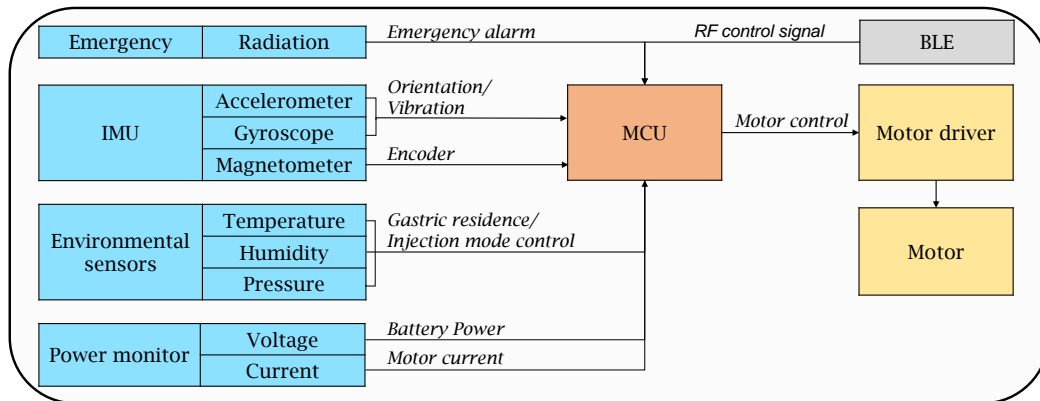 Emergency
Radiation
Emergency alarm
RF control signal
BLE
IMU
Accelerometer
Gyroscope
Magnetometer
Orientation/
Vibration
Encoder
MCU
Motor control
Motor driver
Motor
Environmental
sensors
Temperature
Humidity
Pressure
Gastric residence/
Injection mode control
Power monitor
Voltage
Current
Battery Power
Motor current